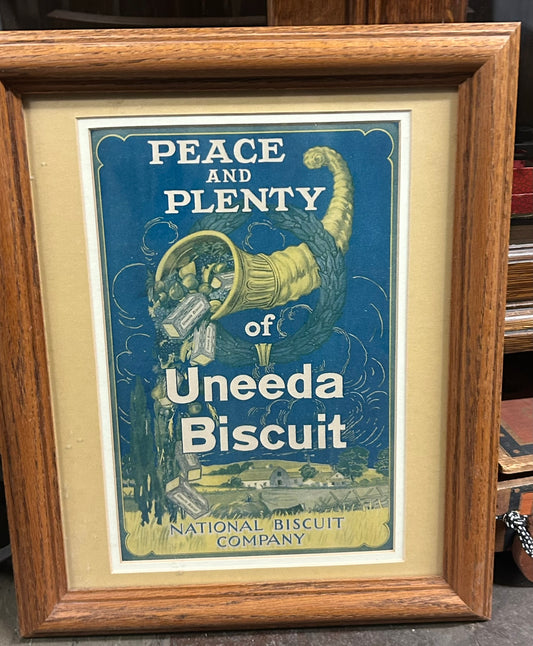 PEACE
AND
PLENTY
of
Uneeda
Biscuit
NATIONAL BISCUIT
COMPANY